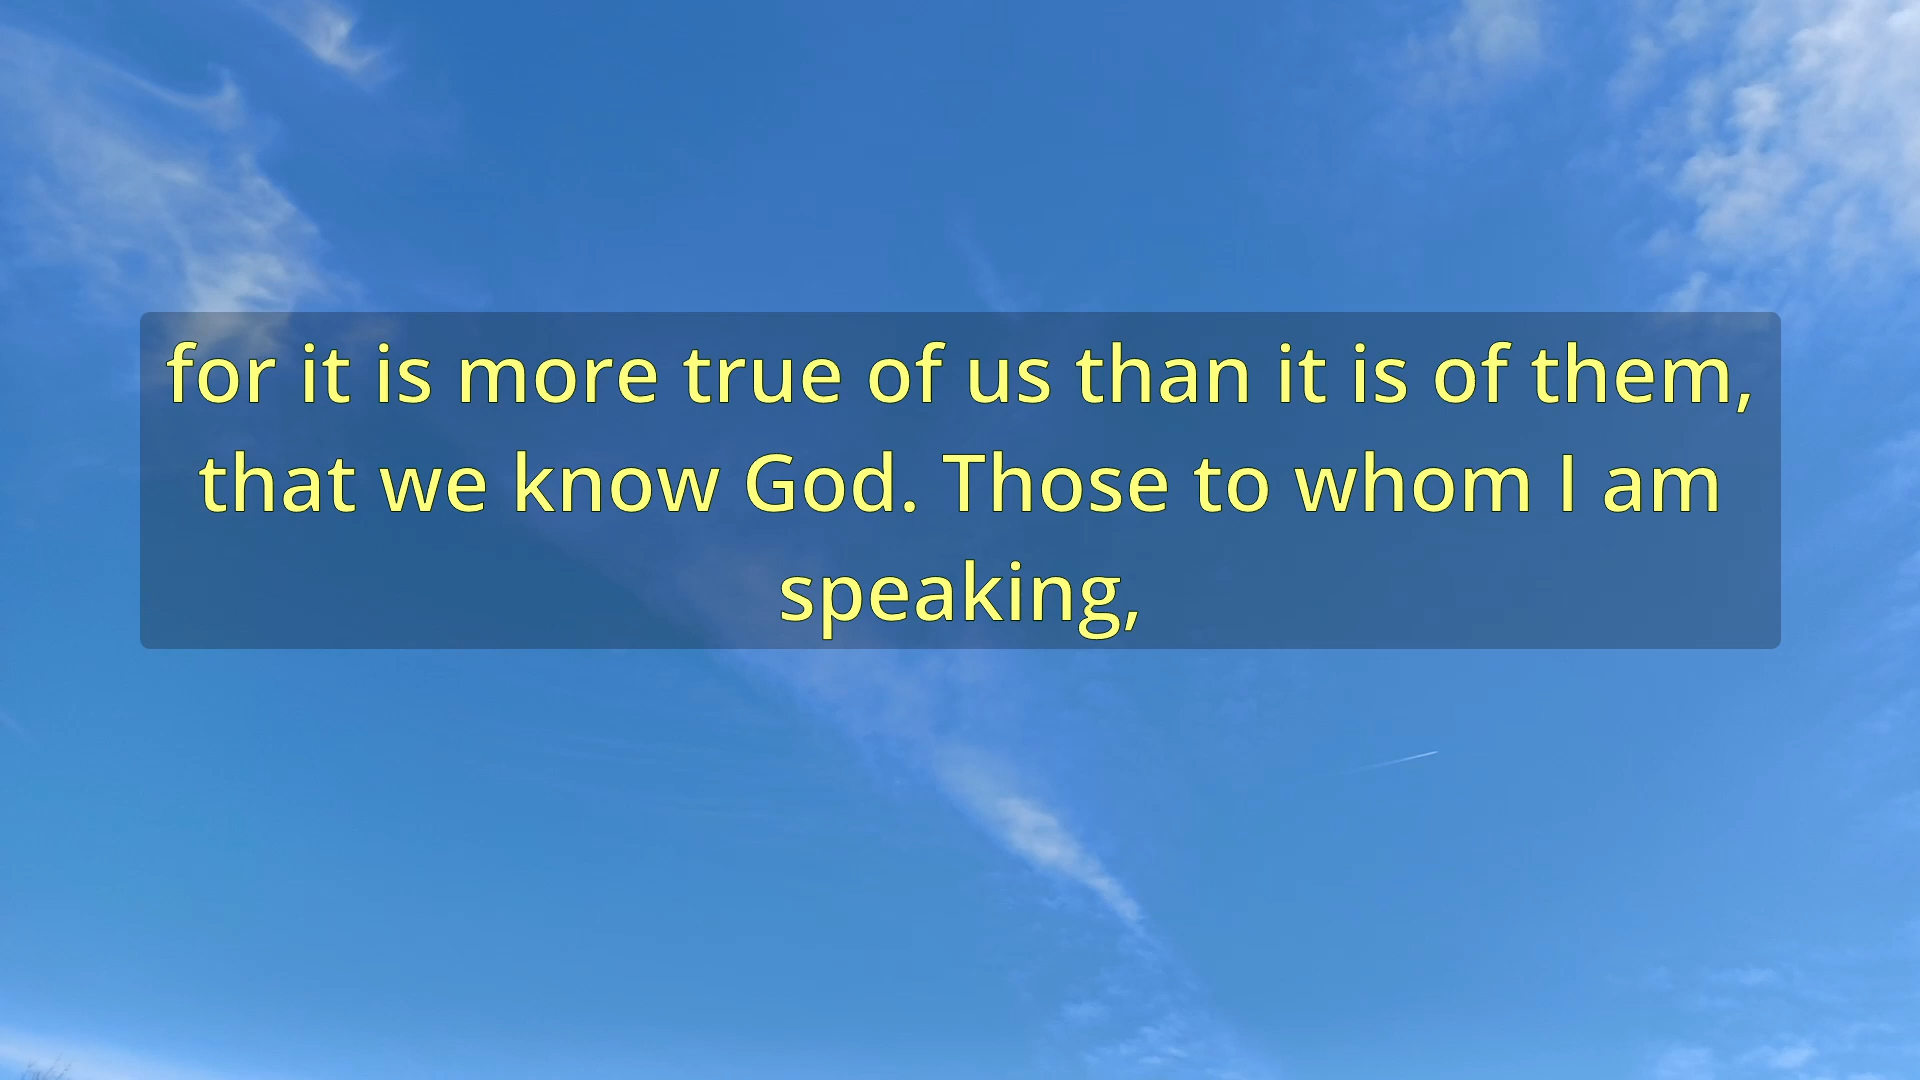 for it is more true of us than it is of them,
that we know God. Those to whom I am
speaking,